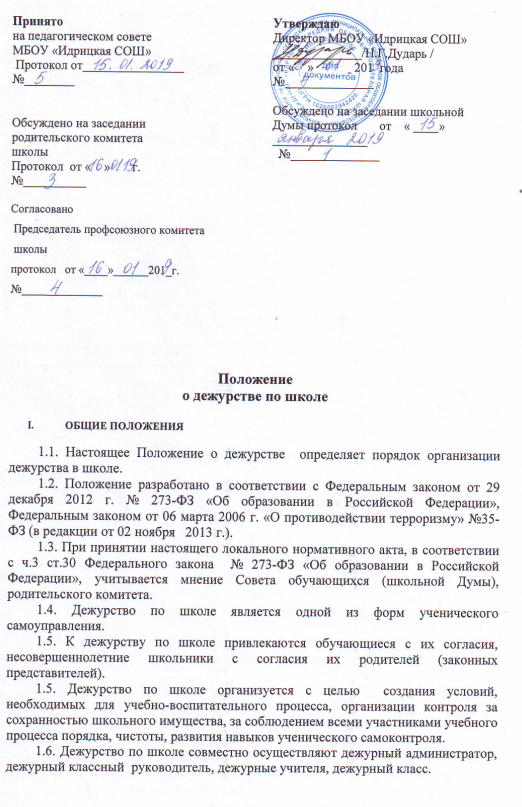 Принято
на педагогическом совете
МБОУ «Идрицкая СОШ»
Протокол от 15. 01. 2019
№ 5
Утверждаю
Директор МБОУ «Идрицкая СОШ»
/Н.Г. Дударь /
от « » 201 года
№
для
документов
Обсуждено на заседании школьной
Думы протокол от « 15 »
января 2019
№ 1
Обсуждено на заседании
родительского комитета
школы
Протокол от «16 » 01 19г.
№ 3
Согласовано
Председатель профсоюзного комитета
школы
протокол от « 16 » 01 2019 г.
№ 4
Положение
о дежурстве по школе
I. ОБЩИЕ ПОЛОЖЕНИЯ
1.1. Настоящее Положение о дежурстве определяет порядок организации
дежурства в школе.
1.2. Положение разработано в соответствии с Федеральным законом от 29
декабря 2012 г. № 273-ФЗ «Об образовании в Российской Федерации»,
Федеральным законом от 06 марта 2006 г. «О противодействии терроризму» №35-
ФЗ (в редакции от 02 ноября 2013 г.).
1.3. При принятии настоящего локального нормативного акта, в соответствии
с ч.3 ст.30 Федерального закона № 273-ФЗ «Об образовании в Российской
Федерации», учитывается мнение Совета обучающихся (школьной Думы),
родительского комитета.
1.4. Дежурство по школе является одной из форм ученического
самоуправления.
1.5. К дежурству по школе привлекаются обучающиеся с их согласия,
несовершеннолетние школьники с согласия их родителей (законных
представителей).
1.5. Дежурство по школе организуется с целью создания условий,
необходимых для учебно-воспитательного процесса, организации контроля за
сохранностью школьного имущества, за соблюдением всеми участниками учебного
процесса порядка, чистоты, развития навыков ученического самоконтроля.
1.6. Дежурство по школе совместно осуществляют дежурный администратор,
дежурный классный руководитель, дежурные учителя, дежурный класс.